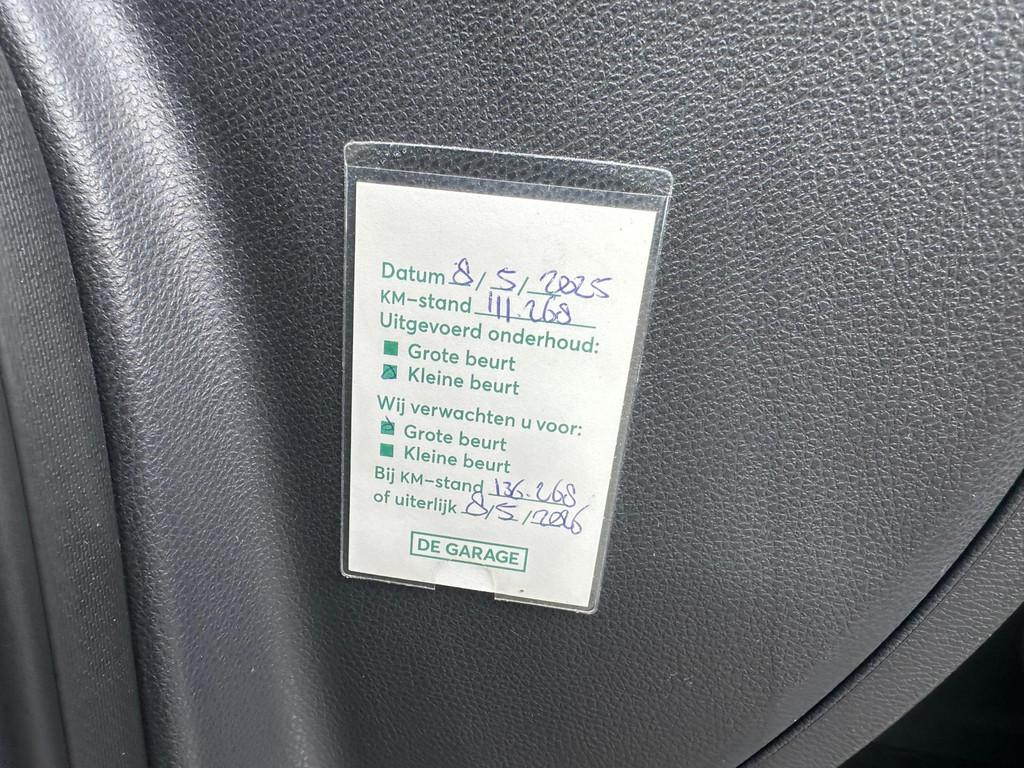 Datum 8/5/2025
KM-stand 111.268
Uitgevoerd onderhoud:
Grote beurt
Kleine beurt
Wij verwachten u voor:
Grote beurt
Kleine beurt
Bij KM-stand 136.268
of uiterlijk 8/5/2026
DE GARAGE